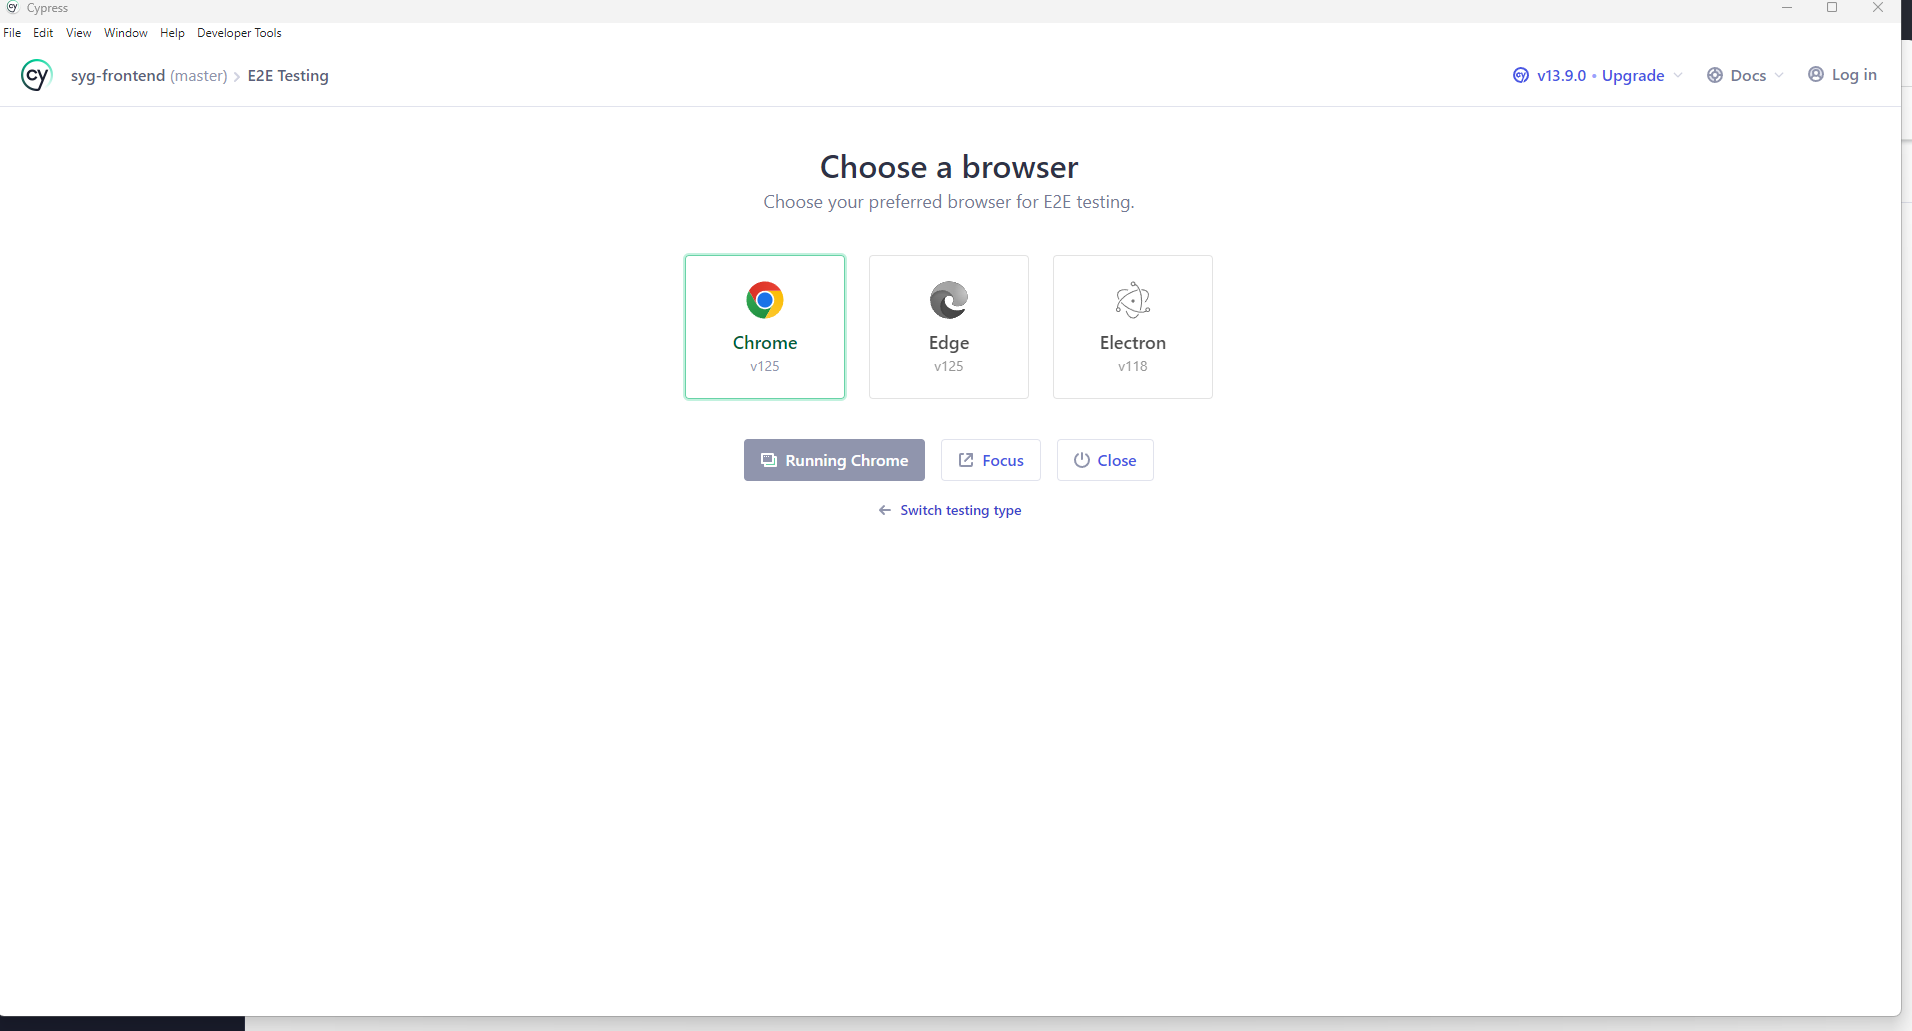 Cypress
File Edit View Window Help Developer Tools
cy syg-frontend (master) > E2E Testing
v13.9.0 • Upgrade Docs Log in
Choose a browser
Choose your preferred browser for E2E testing.
Chrome Edge Electron
v125 v125 v118
Running Chrome Focus Close
← Switch testing type